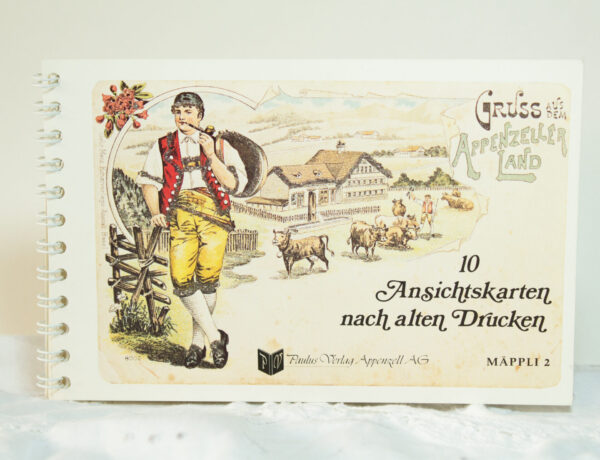 GRUSS AUS DEM
APPENZELLER
LAND
10
Ansichtskarten
nach alten Drucken
Paulus Verlag Appenzell AG
MÄPPLI 2